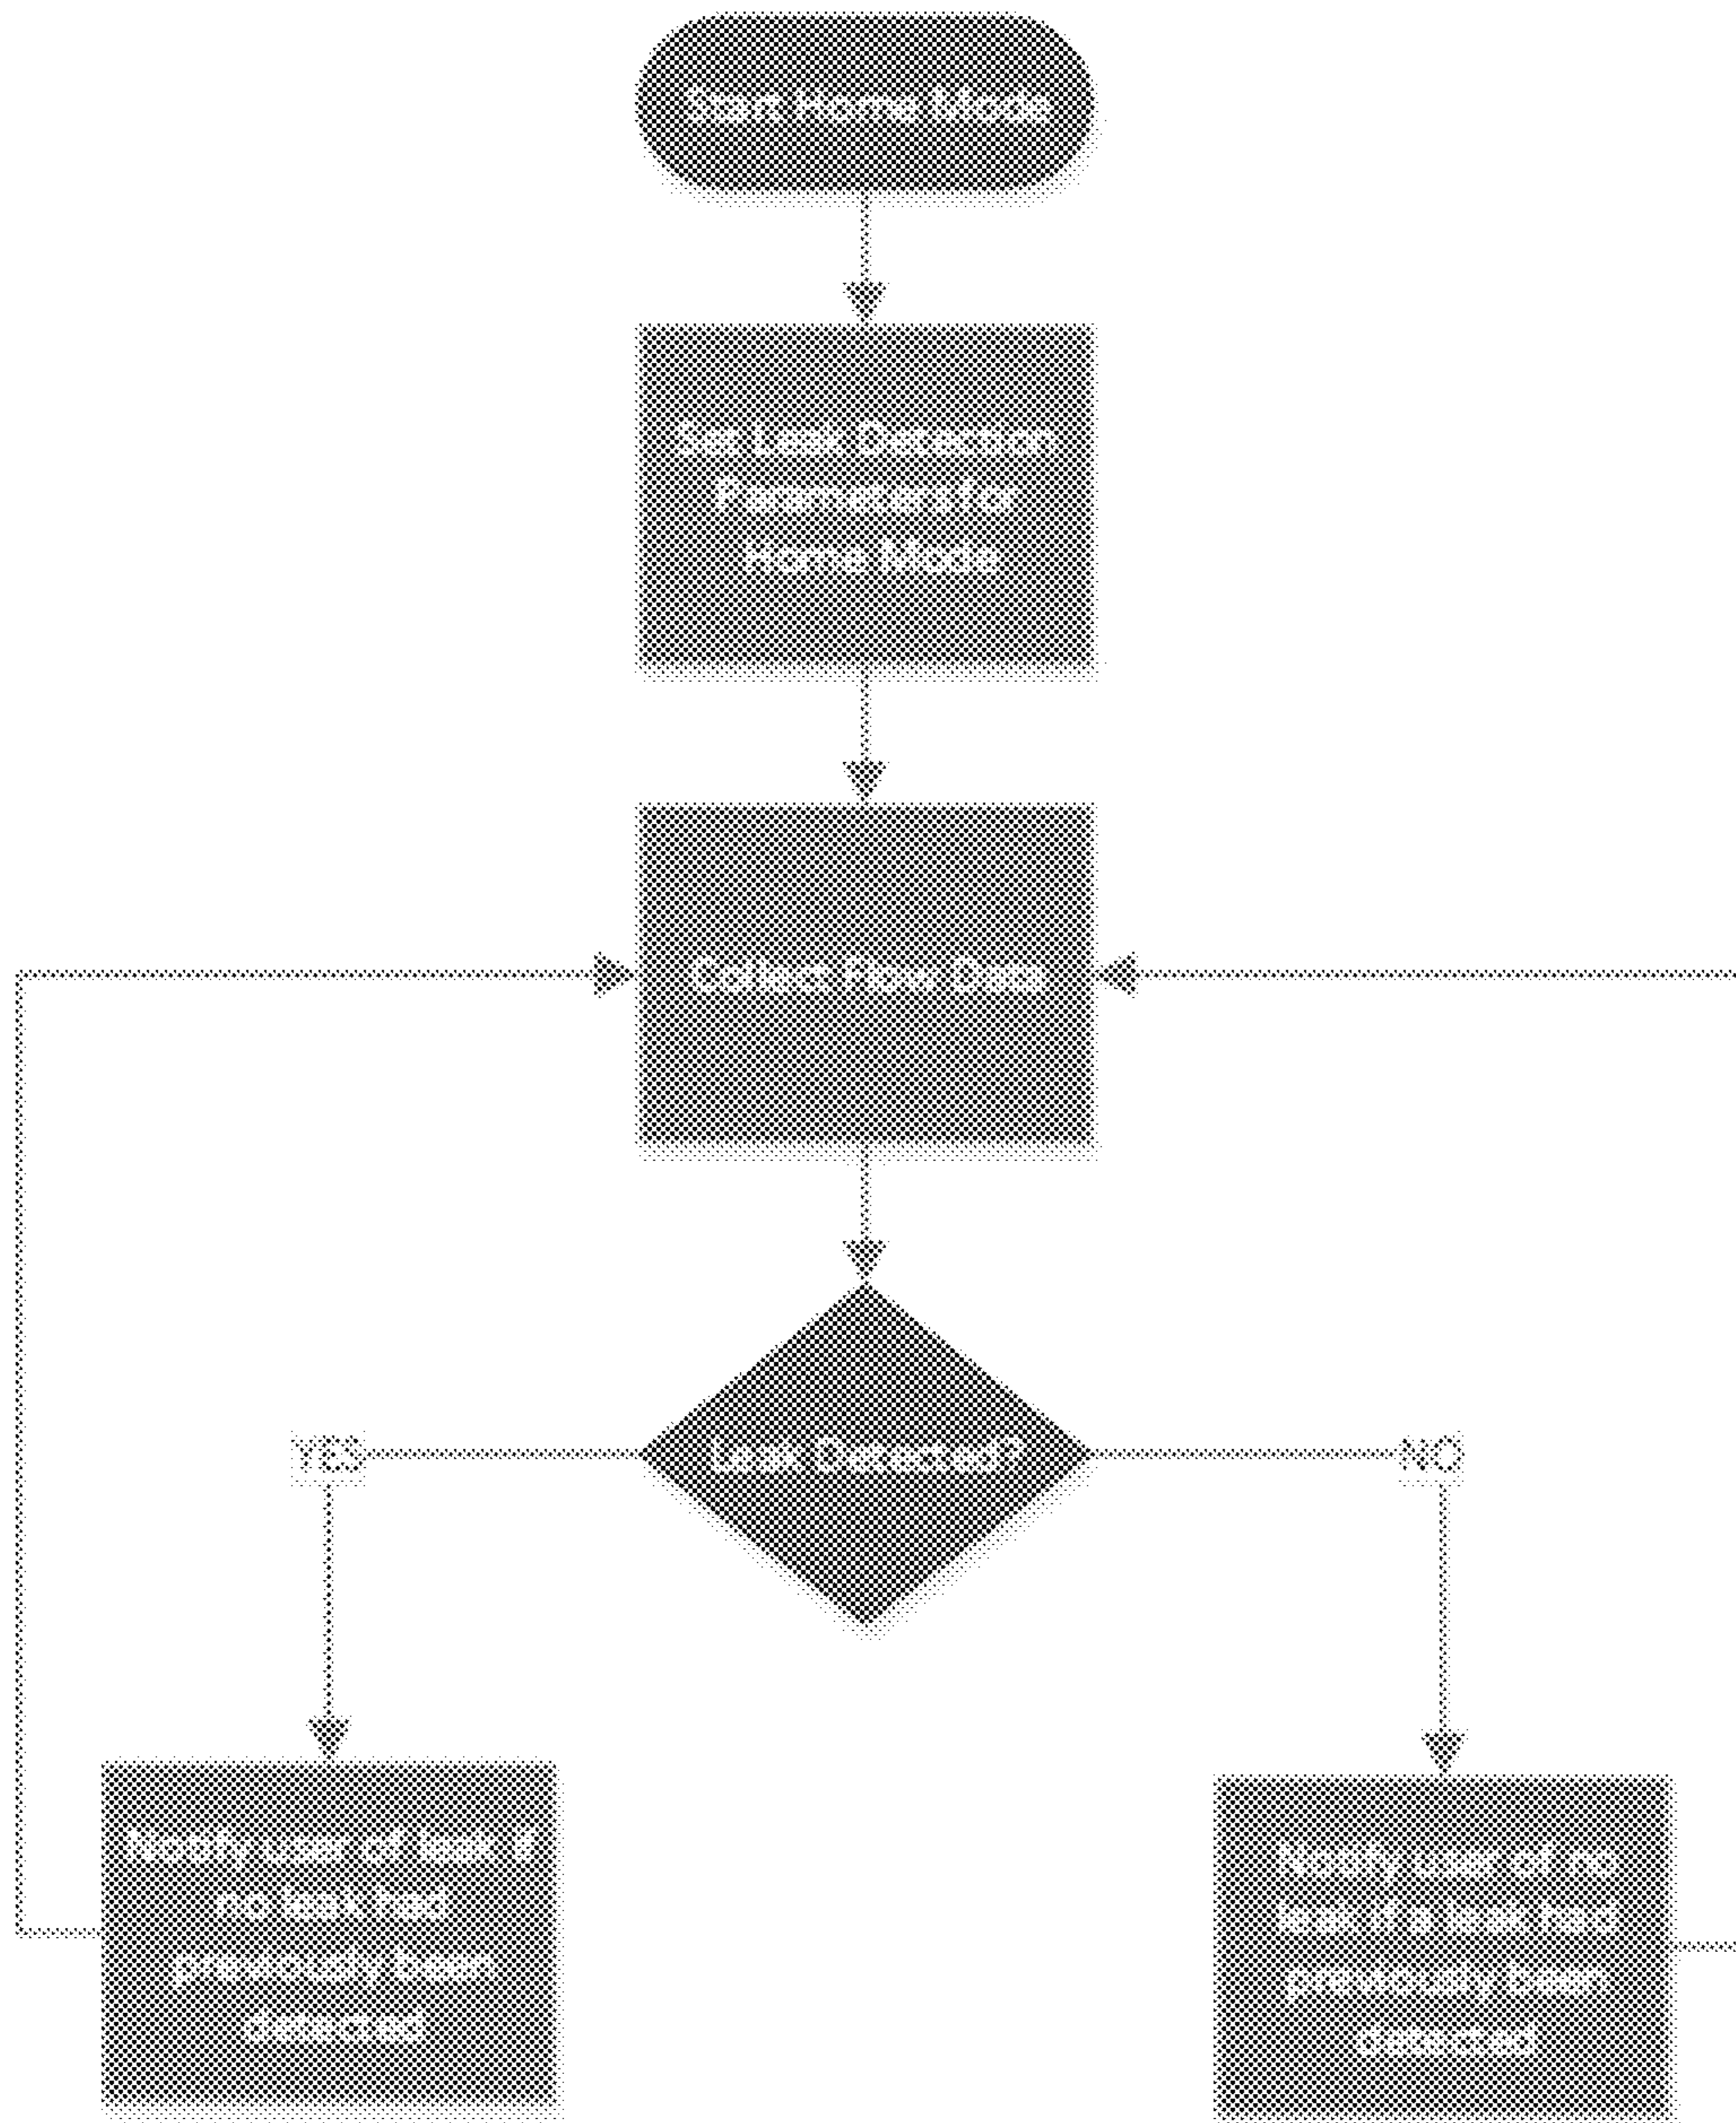 Start Home Mode
Set Leak Detection
Parameters for
Home Mode
Collect Flow Data
Leak Detected?
YES
NO
Notify user of leak if
no leak had
previously been
detected
Notify user of no
leak if a leak had
previously been
detected